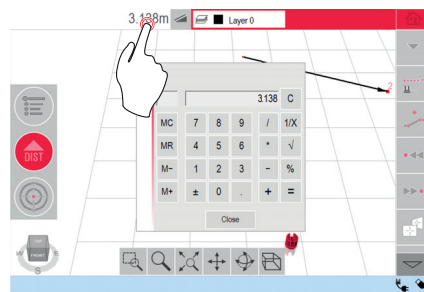 3.138m Layer 0
3.138 C
MC 7 8 9 / 1/X
MR 4 5 6 * √
M− 1 2 3 − %
M+ ± 0 . + =
Close
2
DIST
TOP
FRONT
W S E